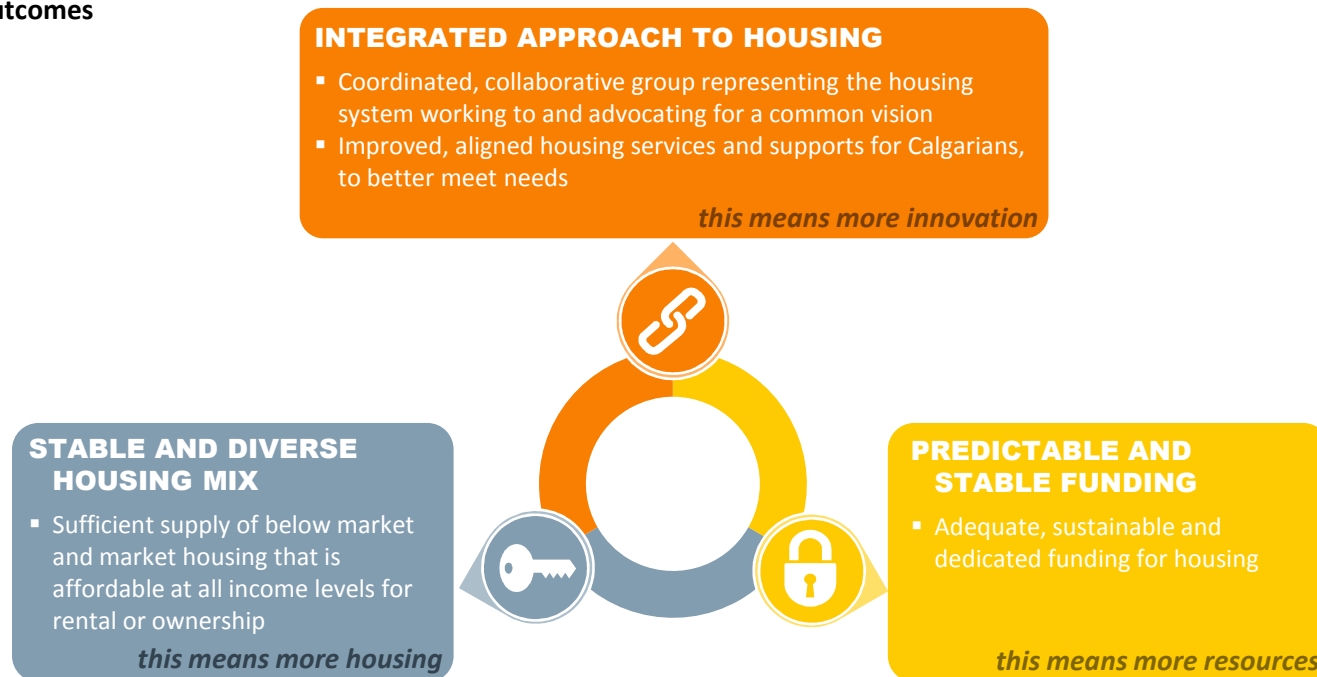 utcomes
INTEGRATED APPROACH TO HOUSING
▪ Coordinated, collaborative group representing the housing
system working to and advocating for a common vision
▪ Improved, aligned housing services and supports for Calgarians,
to better meet needs
this means more innovation
STABLE AND DIVERSE
HOUSING MIX
▪ Sufficient supply of below market
and market housing that is
affordable at all income levels for
rental or ownership
this means more housing
PREDICTABLE AND
STABLE FUNDING
▪ Adequate, sustainable and
dedicated funding for housing
this means more resources